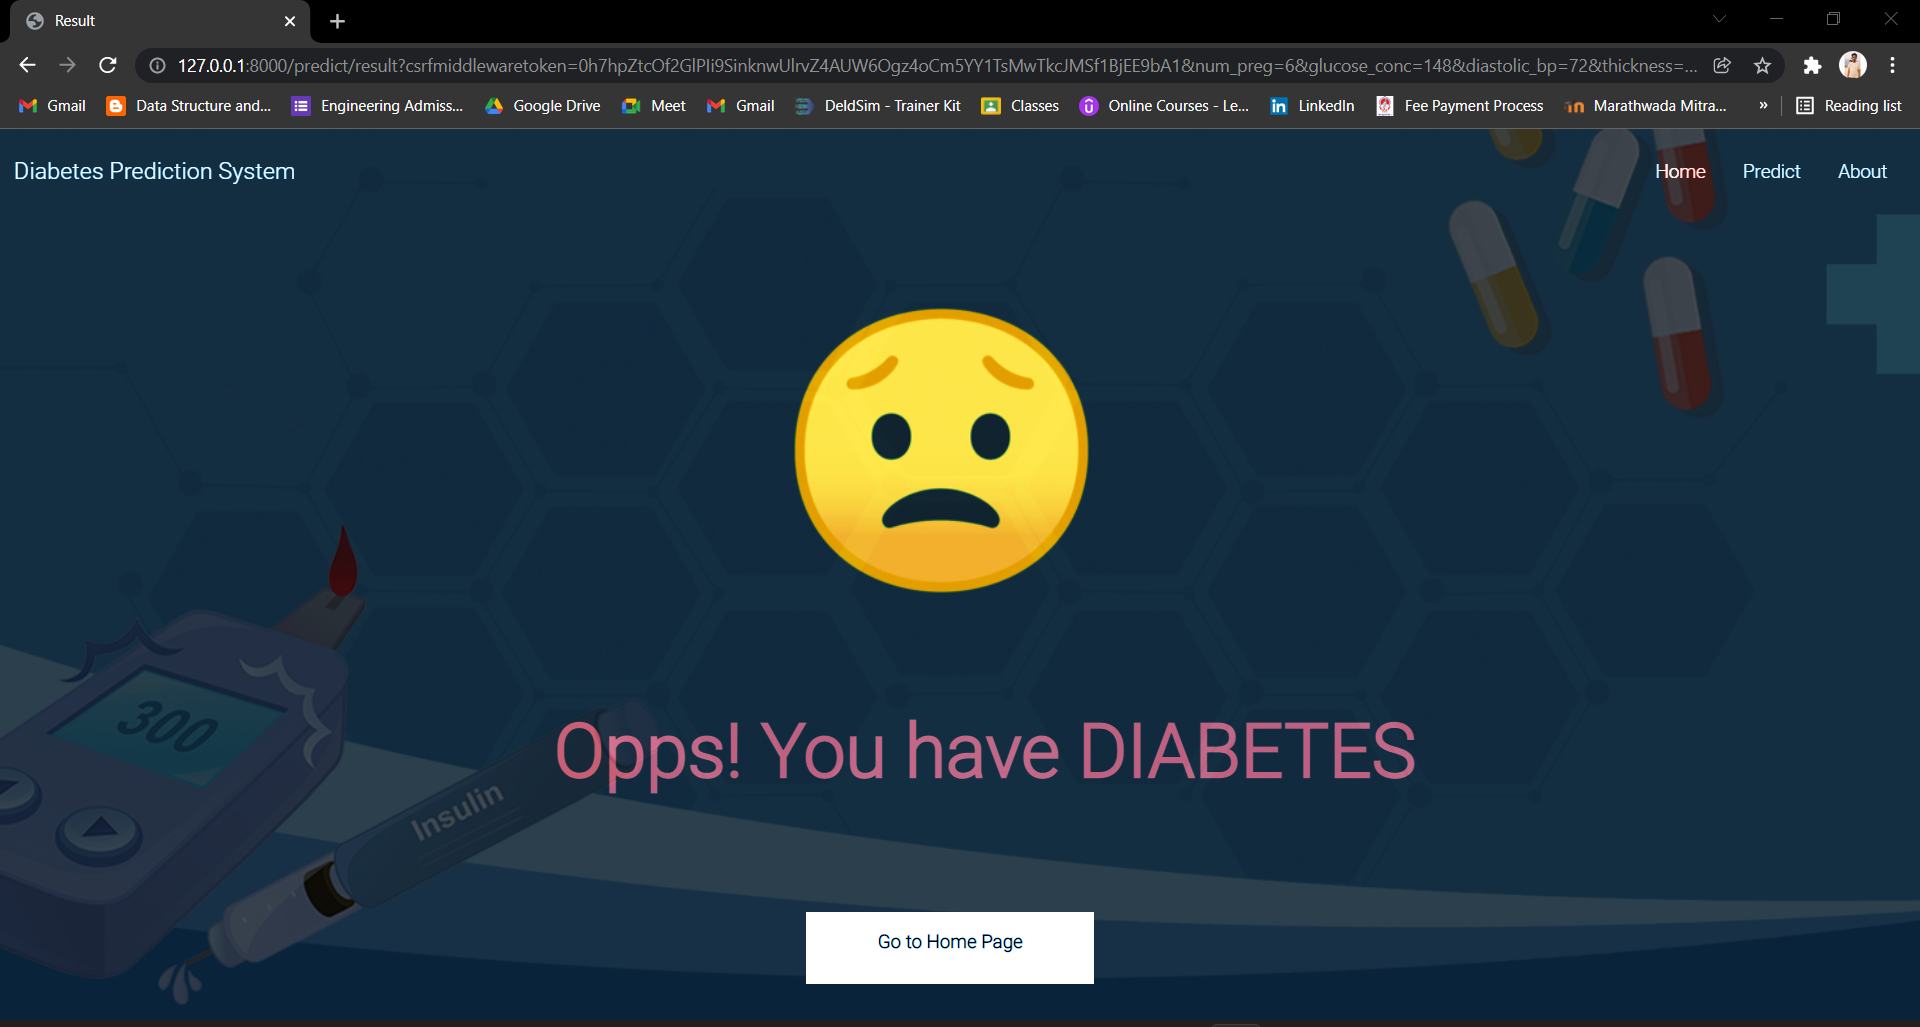 Result
127.0.0.1:8000/predict/result?csrfmiddlewaretoken=0h7hpZtcOf2GlPIi9SinknwUlrvZ4AUW6Ogz4oCm5YY1TsMwTkcJMSf1BjEE9bA1&num_preg=6&glucose_conc=148&diastolic_bp=72&thickness=...
Gmail Data Structure and... Engineering Admiss... Google Drive Meet Gmail DeldSim - Trainer Kit Classes Online Courses - Le... LinkedIn Fee Payment Process Marathwada Mitra... » Reading list
Diabetes Prediction System Home Predict About
300
Opps! You have DIABETES
Insulin
Go to Home Page